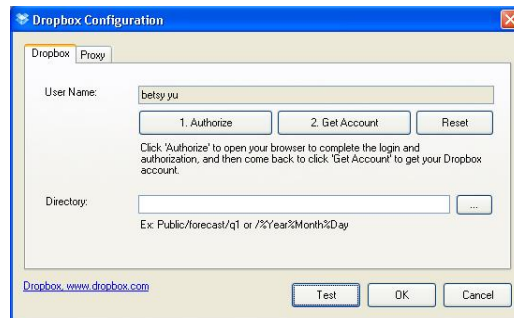 Dropbox Configuration
Dropbox Proxy
User Name: betsy yu
1. Authorize 2. Get Account Reset
Click 'Authorize' to open your browser to complete the login and
authorization, and then come back to click 'Get Account' to get your Dropbox
account.
Directory: ...
Ex: Public/forecast/q1 or /%Year%Month%Day
Dropbox, www.dropbox.com
Test OK Cancel